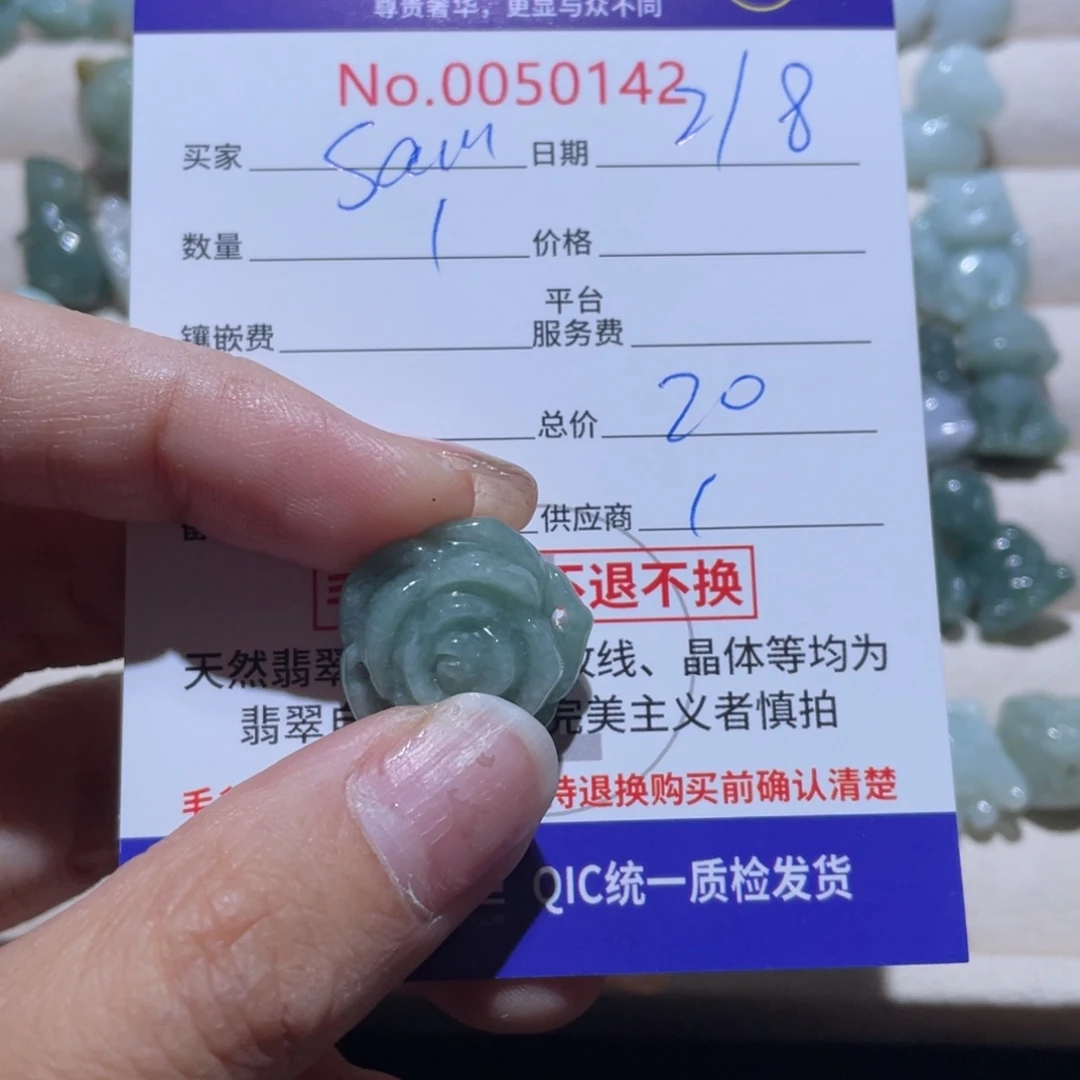 尊贵奢华，更显与众不同
No.0050142
买家 Sam 日期 2/8
数量 1 价格
镶嵌费 平台服务费
总价 20
供应商 1
不退不换
天然翡翠 纹线、晶体等均为
翡翠自 完美主义者慎拍
毛 持退换购买前确认清楚
QIC统一质检发货